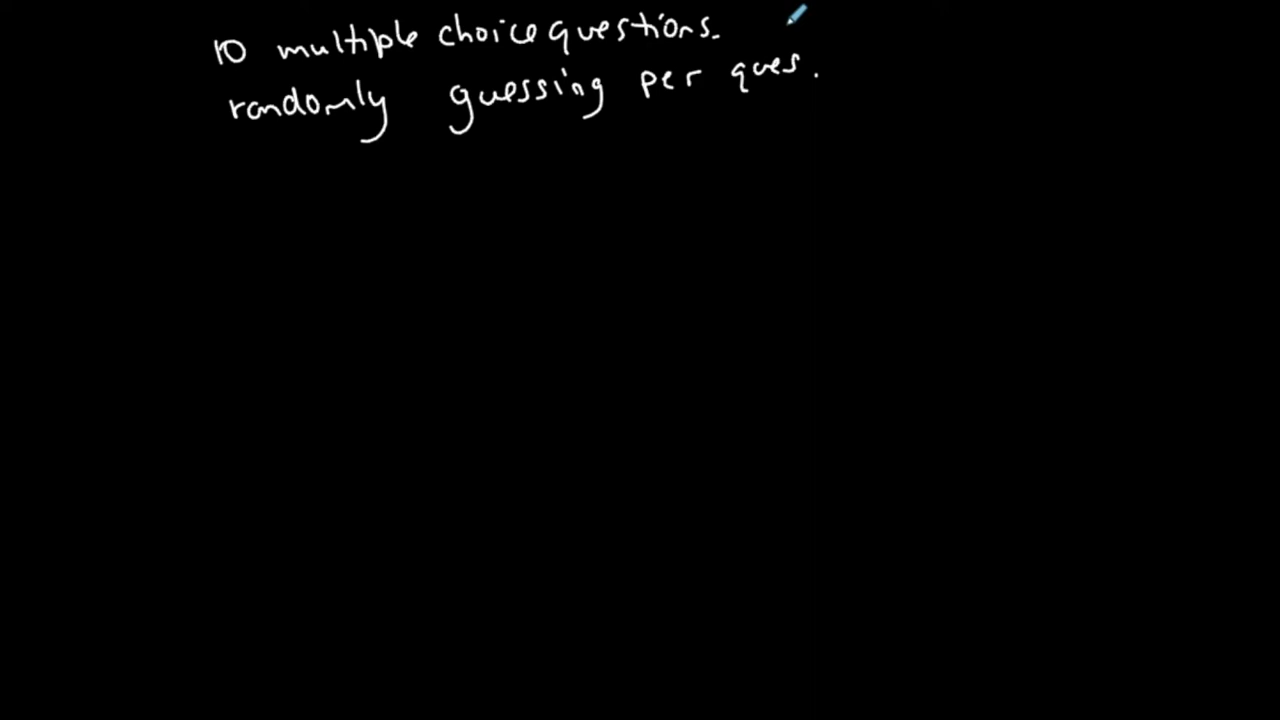 10 multiple choice questions.
randomly guessing per ques.